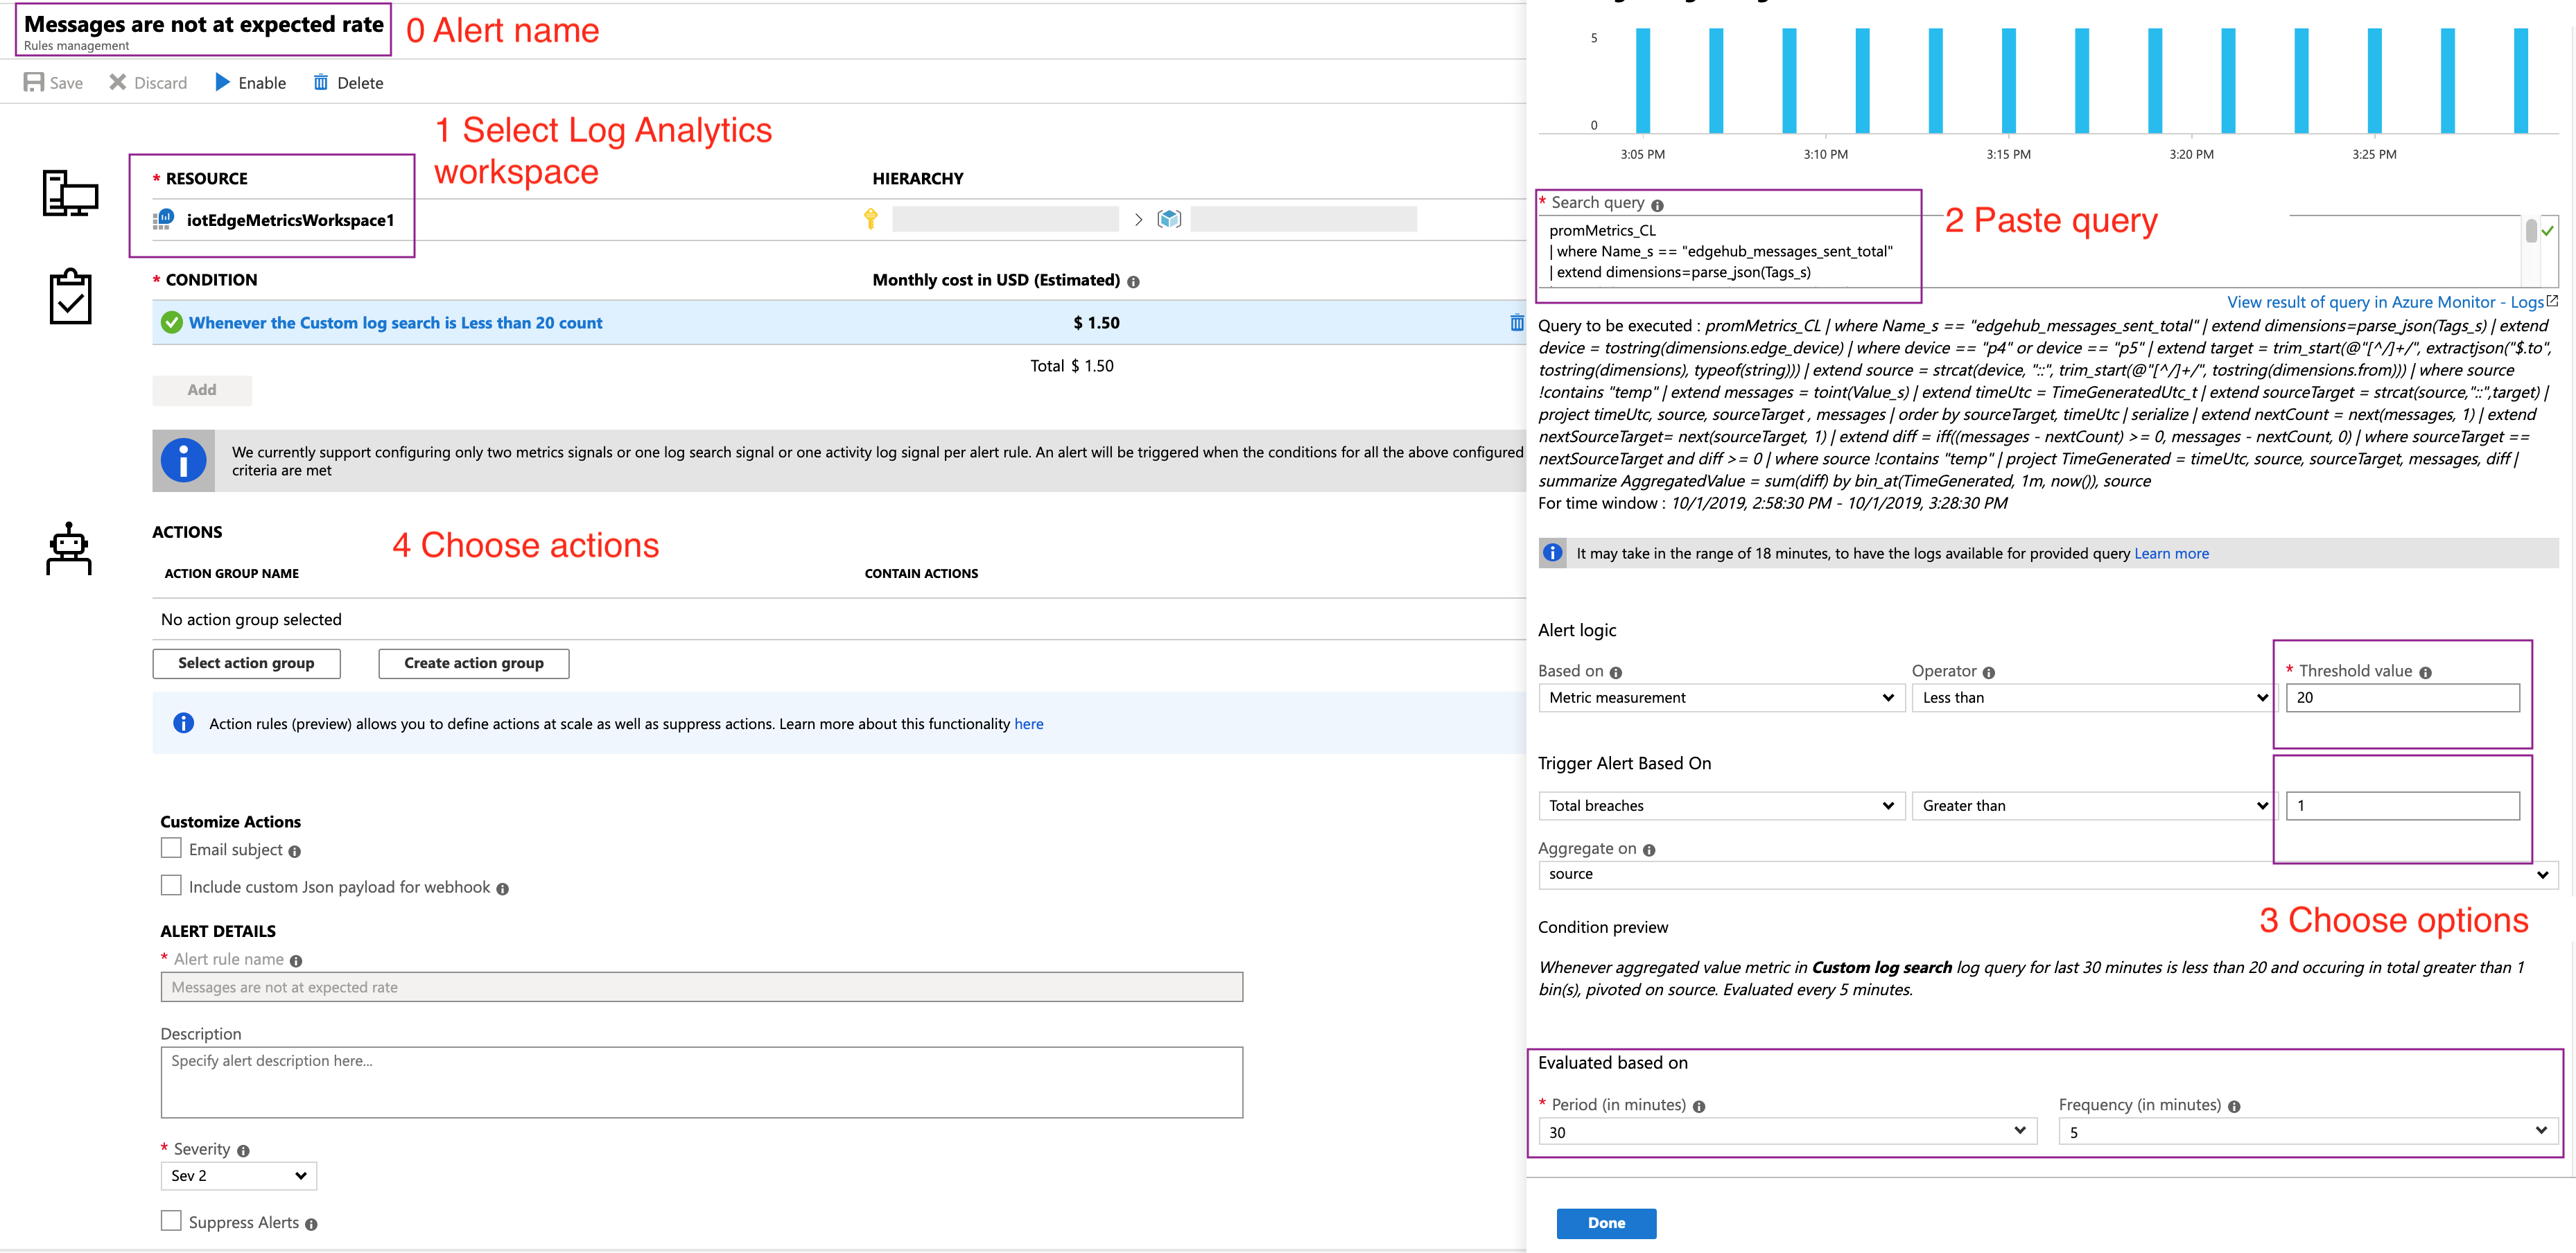 Messages are not at expected rate
Rules management
0 Alert name
Save
Discard
Enable
Delete
1 Select Log Analytics
workspace
* RESOURCE
HIERARCHY
iotEdgeMetricsWorkspace1
>
* CONDITION
Monthly cost in USD (Estimated)
Whenever the Custom log search is Less than 20 count
$ 1.50
Total $ 1.50
Add
We currently support configuring only two metrics signals or one log search signal or one activity log signal per alert rule. An alert will be triggered when the conditions for all the above configured
criteria are met
ACTIONS
4 Choose actions
ACTION GROUP NAME
CONTAIN ACTIONS
No action group selected
Select action group
Create action group
Action rules (preview) allows you to define actions at scale as well as suppress actions. Learn more about this functionality here
Customize Actions
Email subject
Include custom Json payload for webhook
ALERT DETAILS
* Alert rule name
Messages are not at expected rate
Description
Specify alert description here...
* Severity
Sev 2
Suppress Alerts
5
0
3:05 PM
3:10 PM
3:15 PM
3:20 PM
3:25 PM
* Search query
2 Paste query
promMetrics_CL
| where Name_s == "edgehub_messages_sent_total"
| extend dimensions=parse_json(Tags_s)
View result of query in Azure Monitor - Logs
Query to be executed : promMetrics_CL | where Name_s == "edgehub_messages_sent_total" | extend dimensions=parse_json(Tags_s) | extend
device = tostring(dimensions.edge_device) | where device == "p4" or device == "p5" | extend target = trim_start(@"[^/]+/", extractjson("$.to",
tostring(dimensions), typeof(string))) | extend source = strcat(device, "::", trim_start(@"[^/]+/", tostring(dimensions.from))) | where source
!contains "temp" | extend messages = toint(Value_s) | extend timeUtc = TimeGeneratedUtc_t | extend sourceTarget = strcat(source,"::",target) |
project timeUtc, source, sourceTarget , messages | order by sourceTarget, timeUtc | serialize | extend nextCount = next(messages, 1) | extend
nextSourceTarget= next(sourceTarget, 1) | extend diff = iff((messages - nextCount) >= 0, messages - nextCount, 0) | where sourceTarget ==
nextSourceTarget and diff >= 0 | where source !contains "temp" | project TimeGenerated = timeUtc, source, sourceTarget, messages, diff |
summarize AggregatedValue = sum(diff) by bin_at(TimeGenerated, 1m, now()), source
For time window : 10/1/2019, 2:58:30 PM - 10/1/2019, 3:28:30 PM
It may take in the range of 18 minutes, to have the logs available for provided query Learn more
Alert logic
Based on
Operator
* Threshold value
Metric measurement
Less than
20
Trigger Alert Based On
Total breaches
Greater than
1
Aggregate on
source
3 Choose options
Condition preview
Whenever aggregated value metric in Custom log search log query for last 30 minutes is less than 20 and occuring in total greater than 1
bin(s), pivoted on source. Evaluated every 5 minutes.
Evaluated based on
* Period (in minutes)
Frequency (in minutes)
30
5
Done